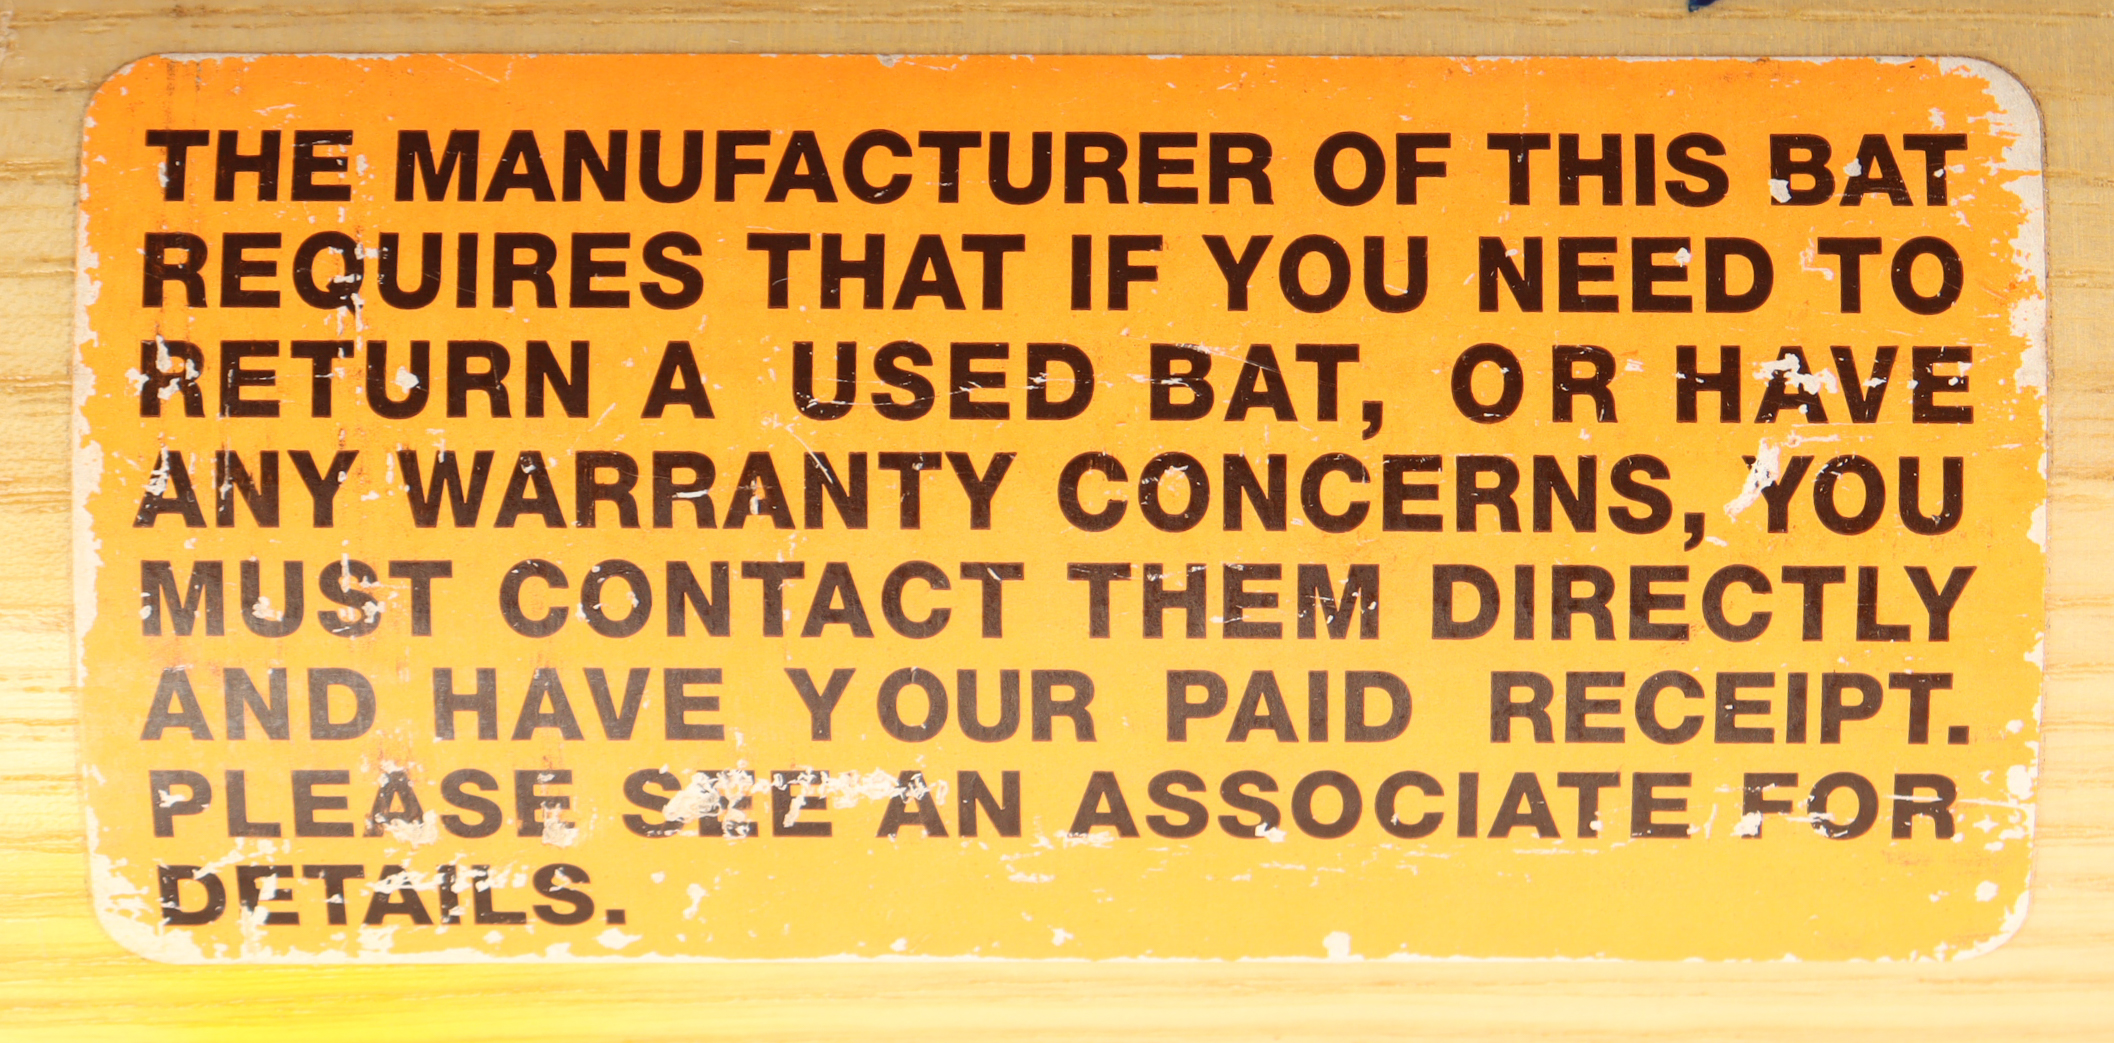 THE MANUFACTURER OF THIS BAT
REQUIRES THAT IF YOU NEED TO
RETURN A USED BAT, OR HAVE
ANY WARRANTY CONCERNS, YOU
MUST CONTACT THEM DIRECTLY
AND HAVE YOUR PAID RECEIPT.
PLEASE SEE AN ASSOCIATE FOR
DETAILS.